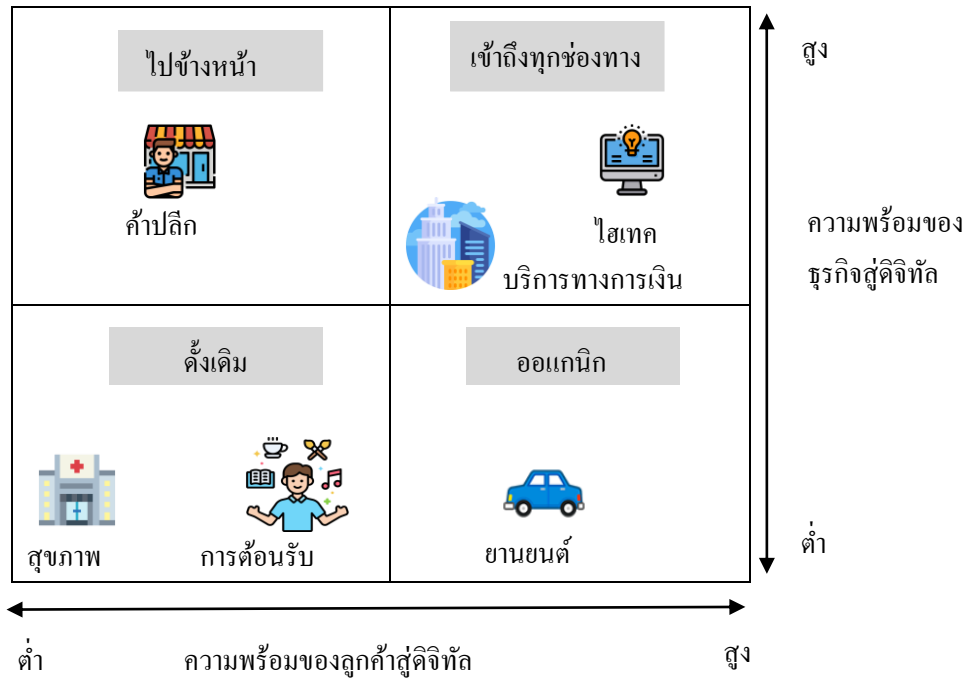 ไปข้างหน้า
เข้าถึงทุกช่องทาง
สูง
ค้าปลีก
ไฮเทค
บริการทางการเงิน
ความพร้อมของ
ธุรกิจสู่ดิจิทัล
ดั้งเดิม
ออแกนิก
สุขภาพ
การต้อนรับ
ยานยนต์
ต่ำ
ต่ำ
ความพร้อมของลูกค้าสู่ดิจิทัล
สูง